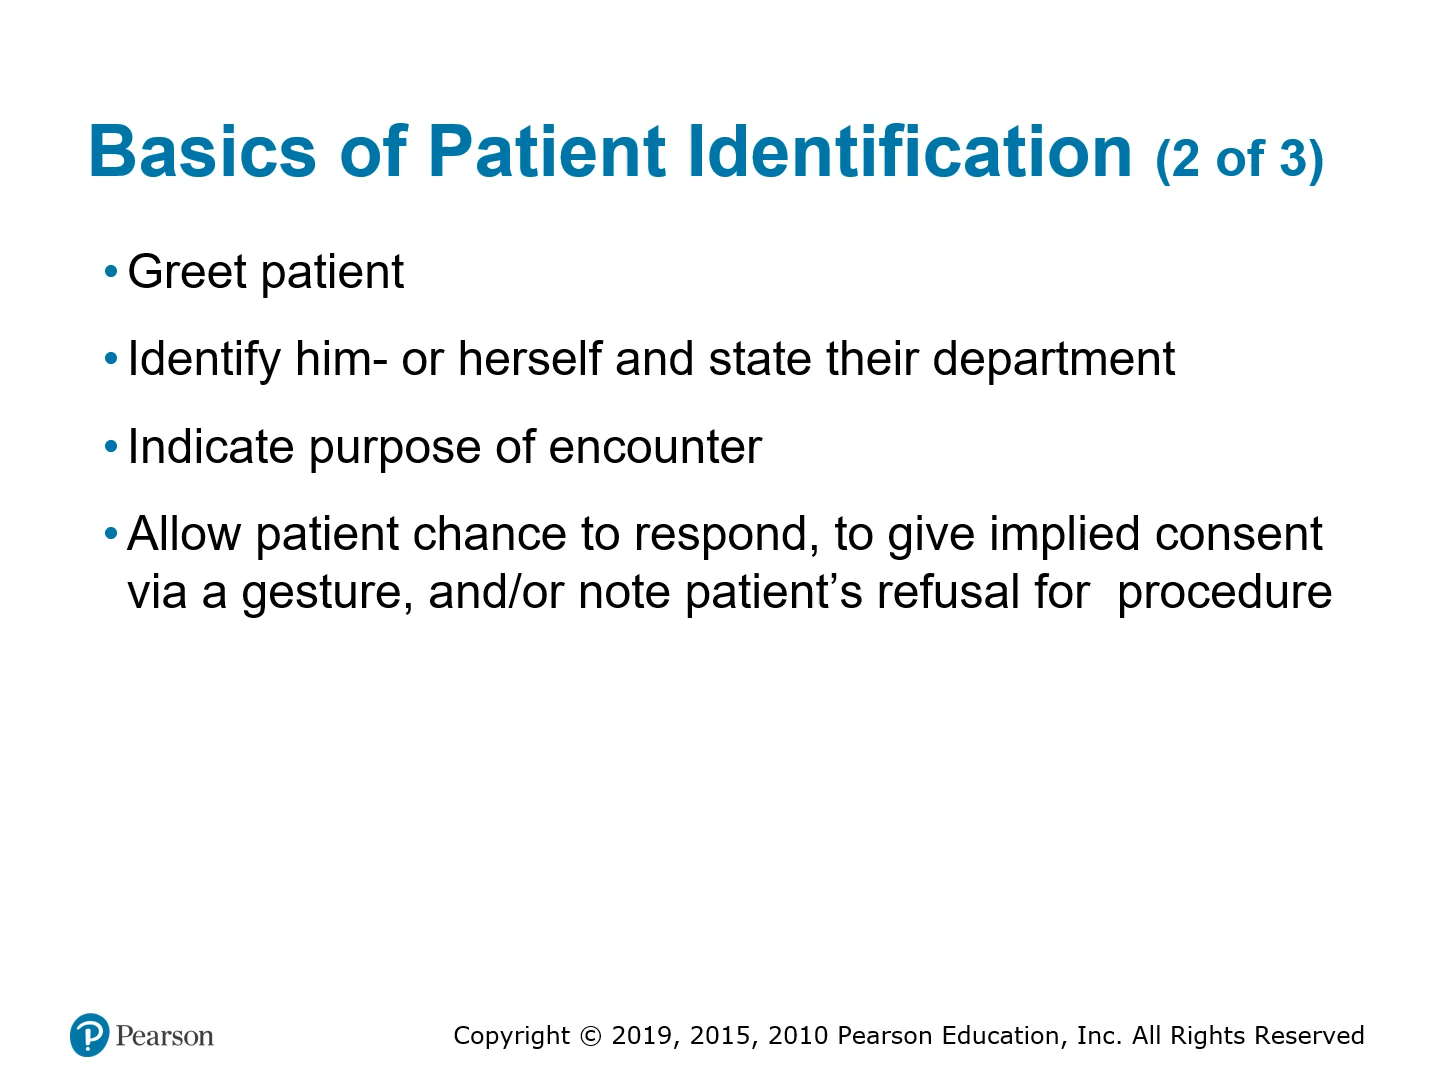 Basics of Patient Identification (2 of 3)
• Greet patient
• Identify him- or herself and state their department
• Indicate purpose of encounter
• Allow patient chance to respond, to give implied consent
via a gesture, and/or note patient’s refusal for  procedure
Pearson
Copyright © 2019, 2015, 2010 Pearson Education, Inc. All Rights Reserved